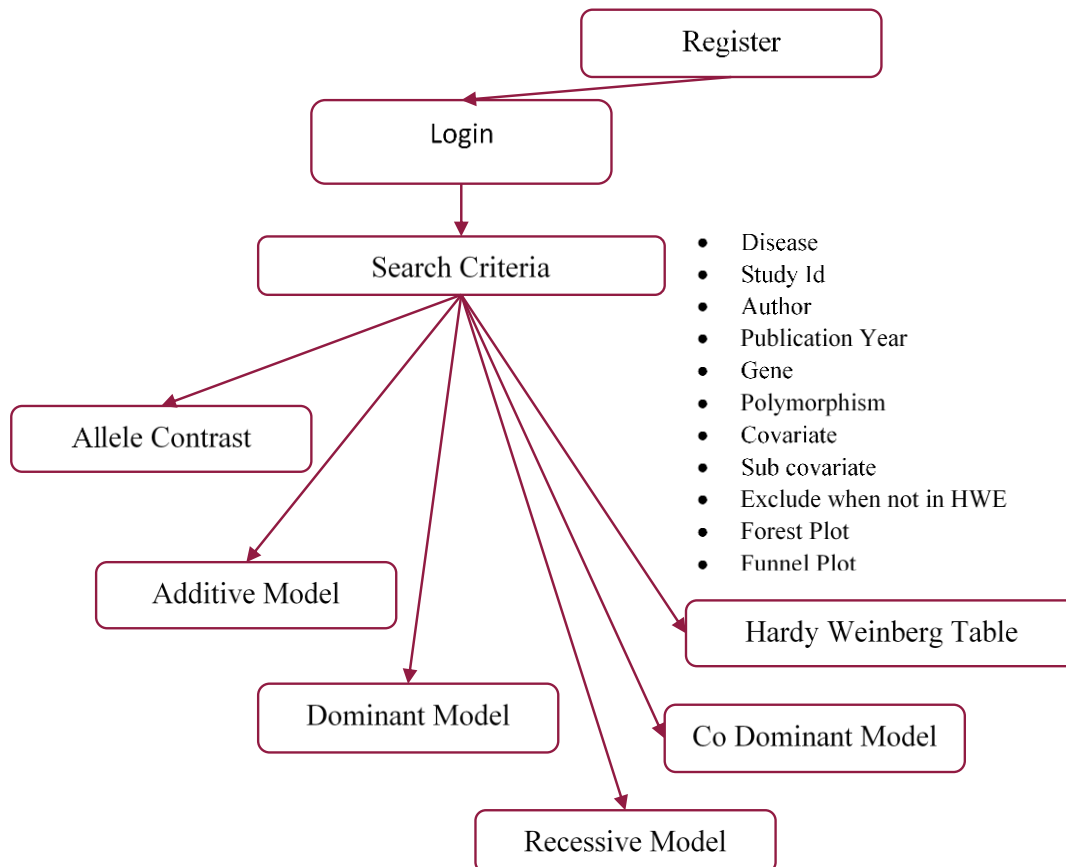 Register
Login
Search Criteria
• Disease
• Study Id
• Author
• Publication Year
• Gene
• Polymorphism
• Covariate
• Sub covariate
• Exclude when not in HWE
• Forest Plot
• Funnel Plot
Allele Contrast
Additive Model
Hardy Weinberg Table
Dominant Model
Co Dominant Model
Recessive Model